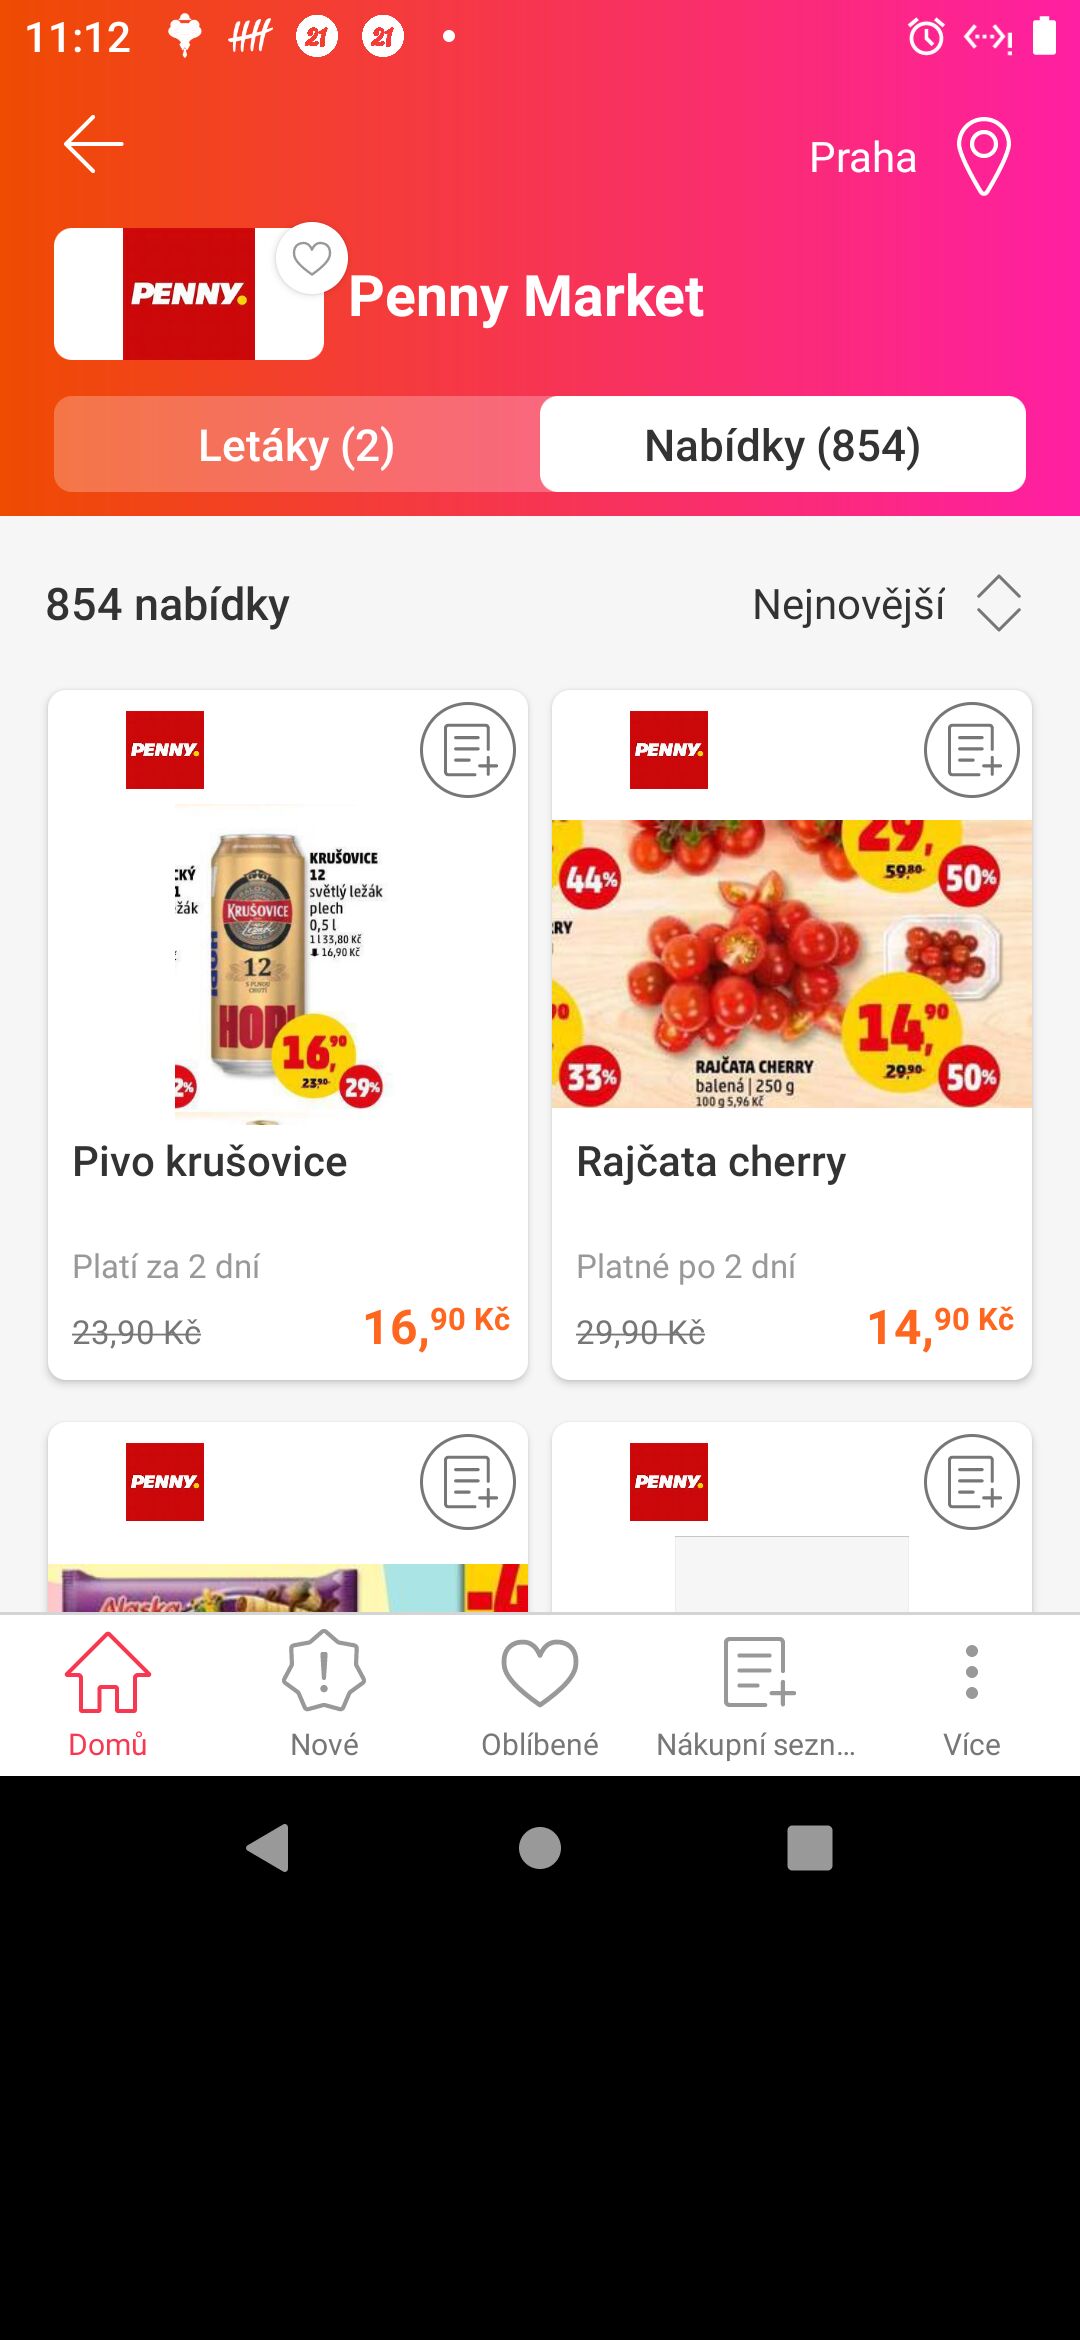 11:12
Praha
PENNY.
Penny Market
Letáky (2)
Nabídky (854)
854 nabídky
Nejnovější
PENNY.
KRUŠOVICE
12
světlý ležák
plech
0,5 l
1 l 33,80 Kč
16,90 Kč
KRUŠOVICE
12
16,90
23,90
29%
Pivo krušovice
Platí za 2 dní
23,90 Kč
16,90 Kč
PENNY.
44%
29,
59,80
50%
33%
RAJČATA CHERRY
balená | 250 g
100 g 5,96 Kč
14,90
29,90
50%
Rajčata cherry
Platné po 2 dní
29,90 Kč
14,90 Kč
PENNY.
Alaska
-4
PENNY.
Domů
Nové
Oblíbené
Nákupní sezn...
Více